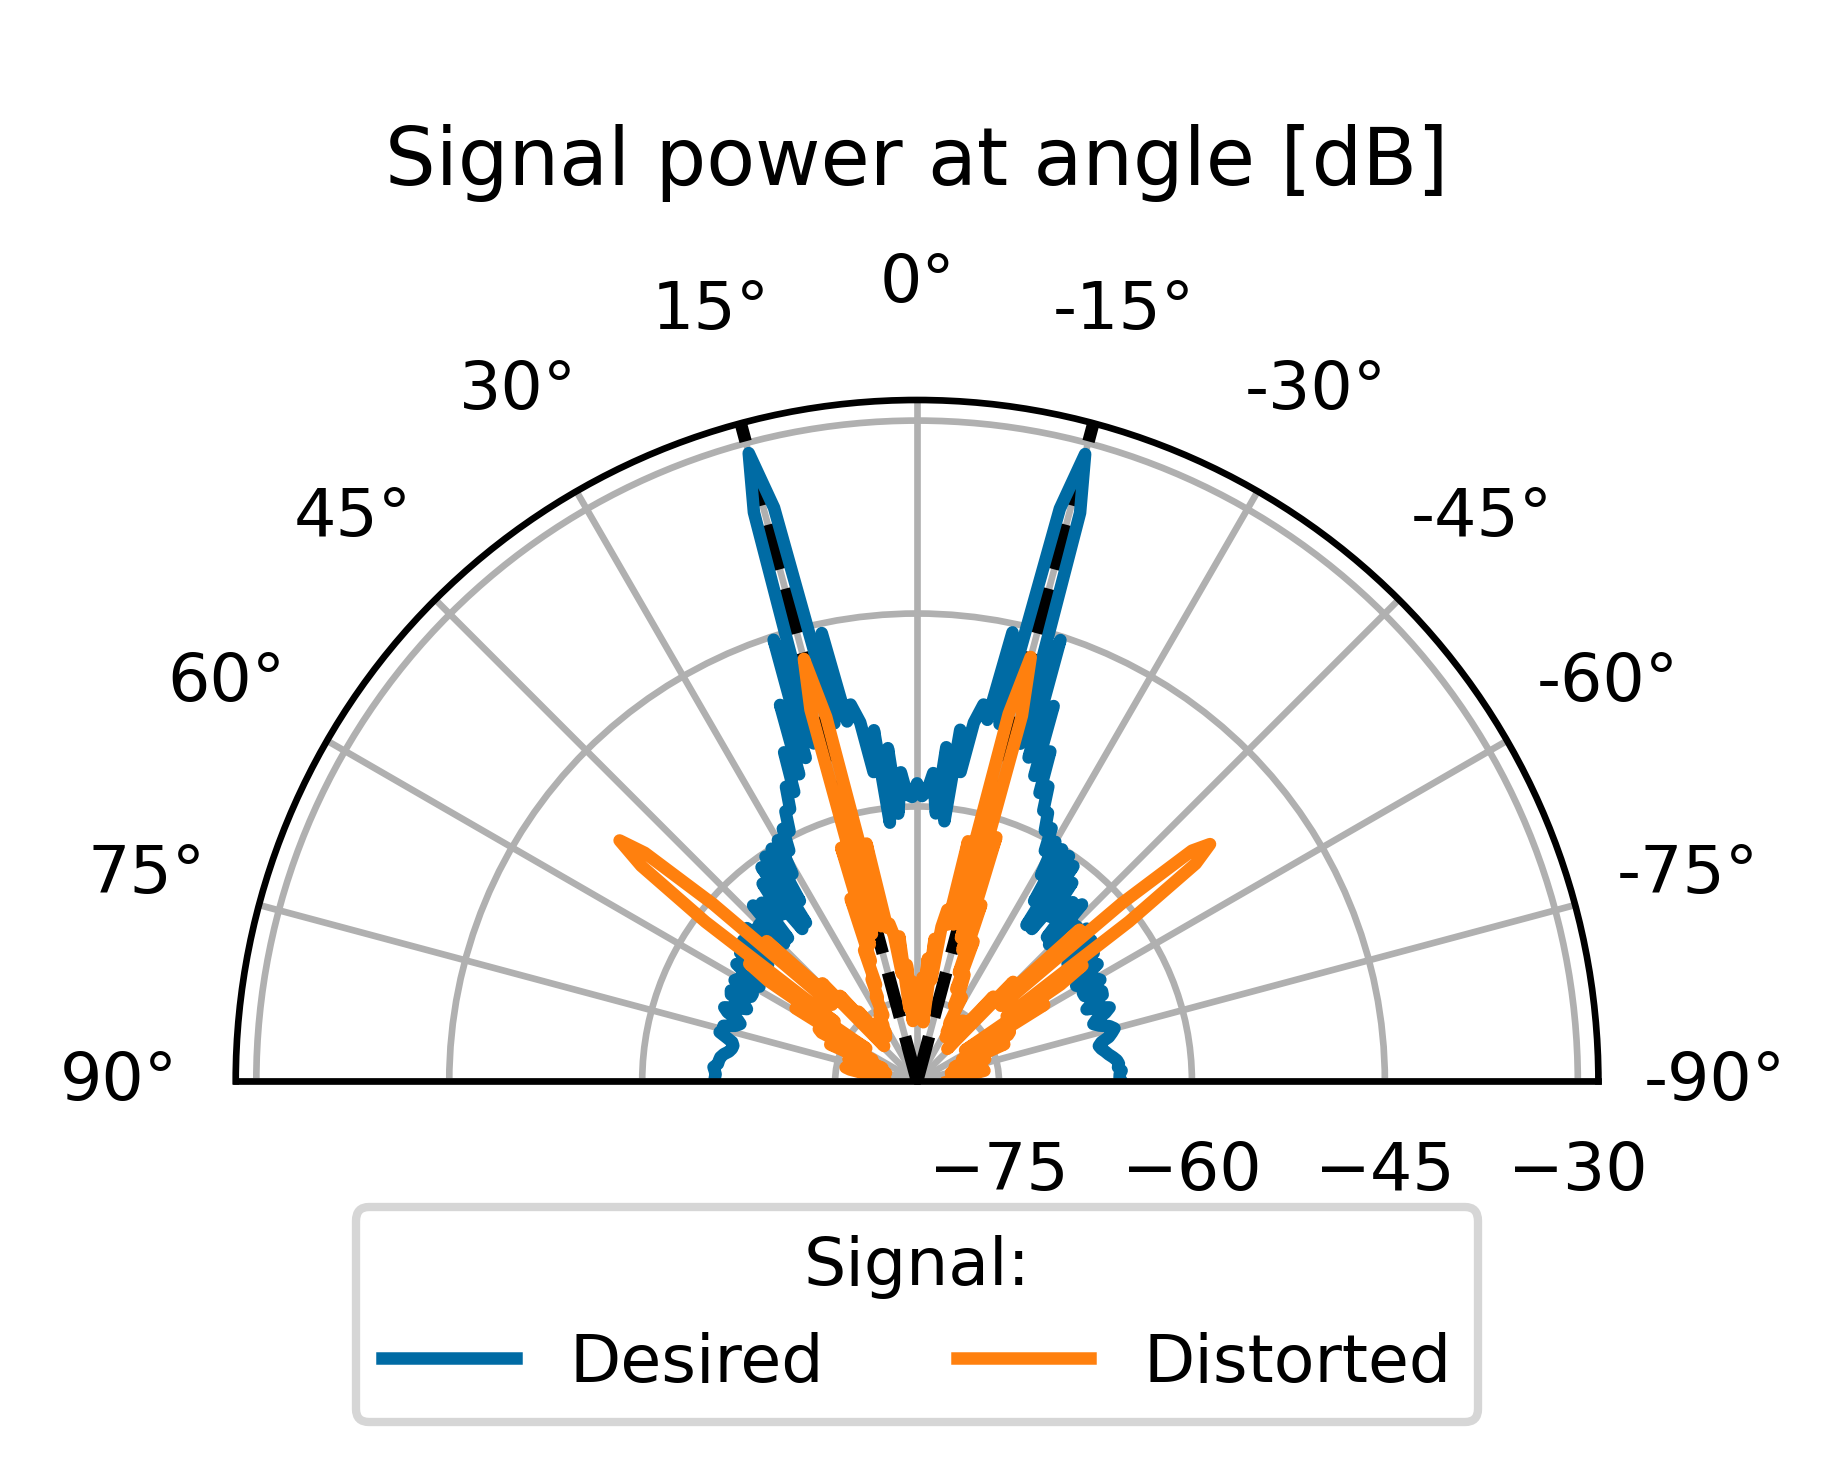 Signal power at angle [dB]
0°
15° -15°
30° -30°
45° -45°
60° -60°
75° -75°
90° -90°
−75 −60 −45 −30
Signal:
Desired Distorted